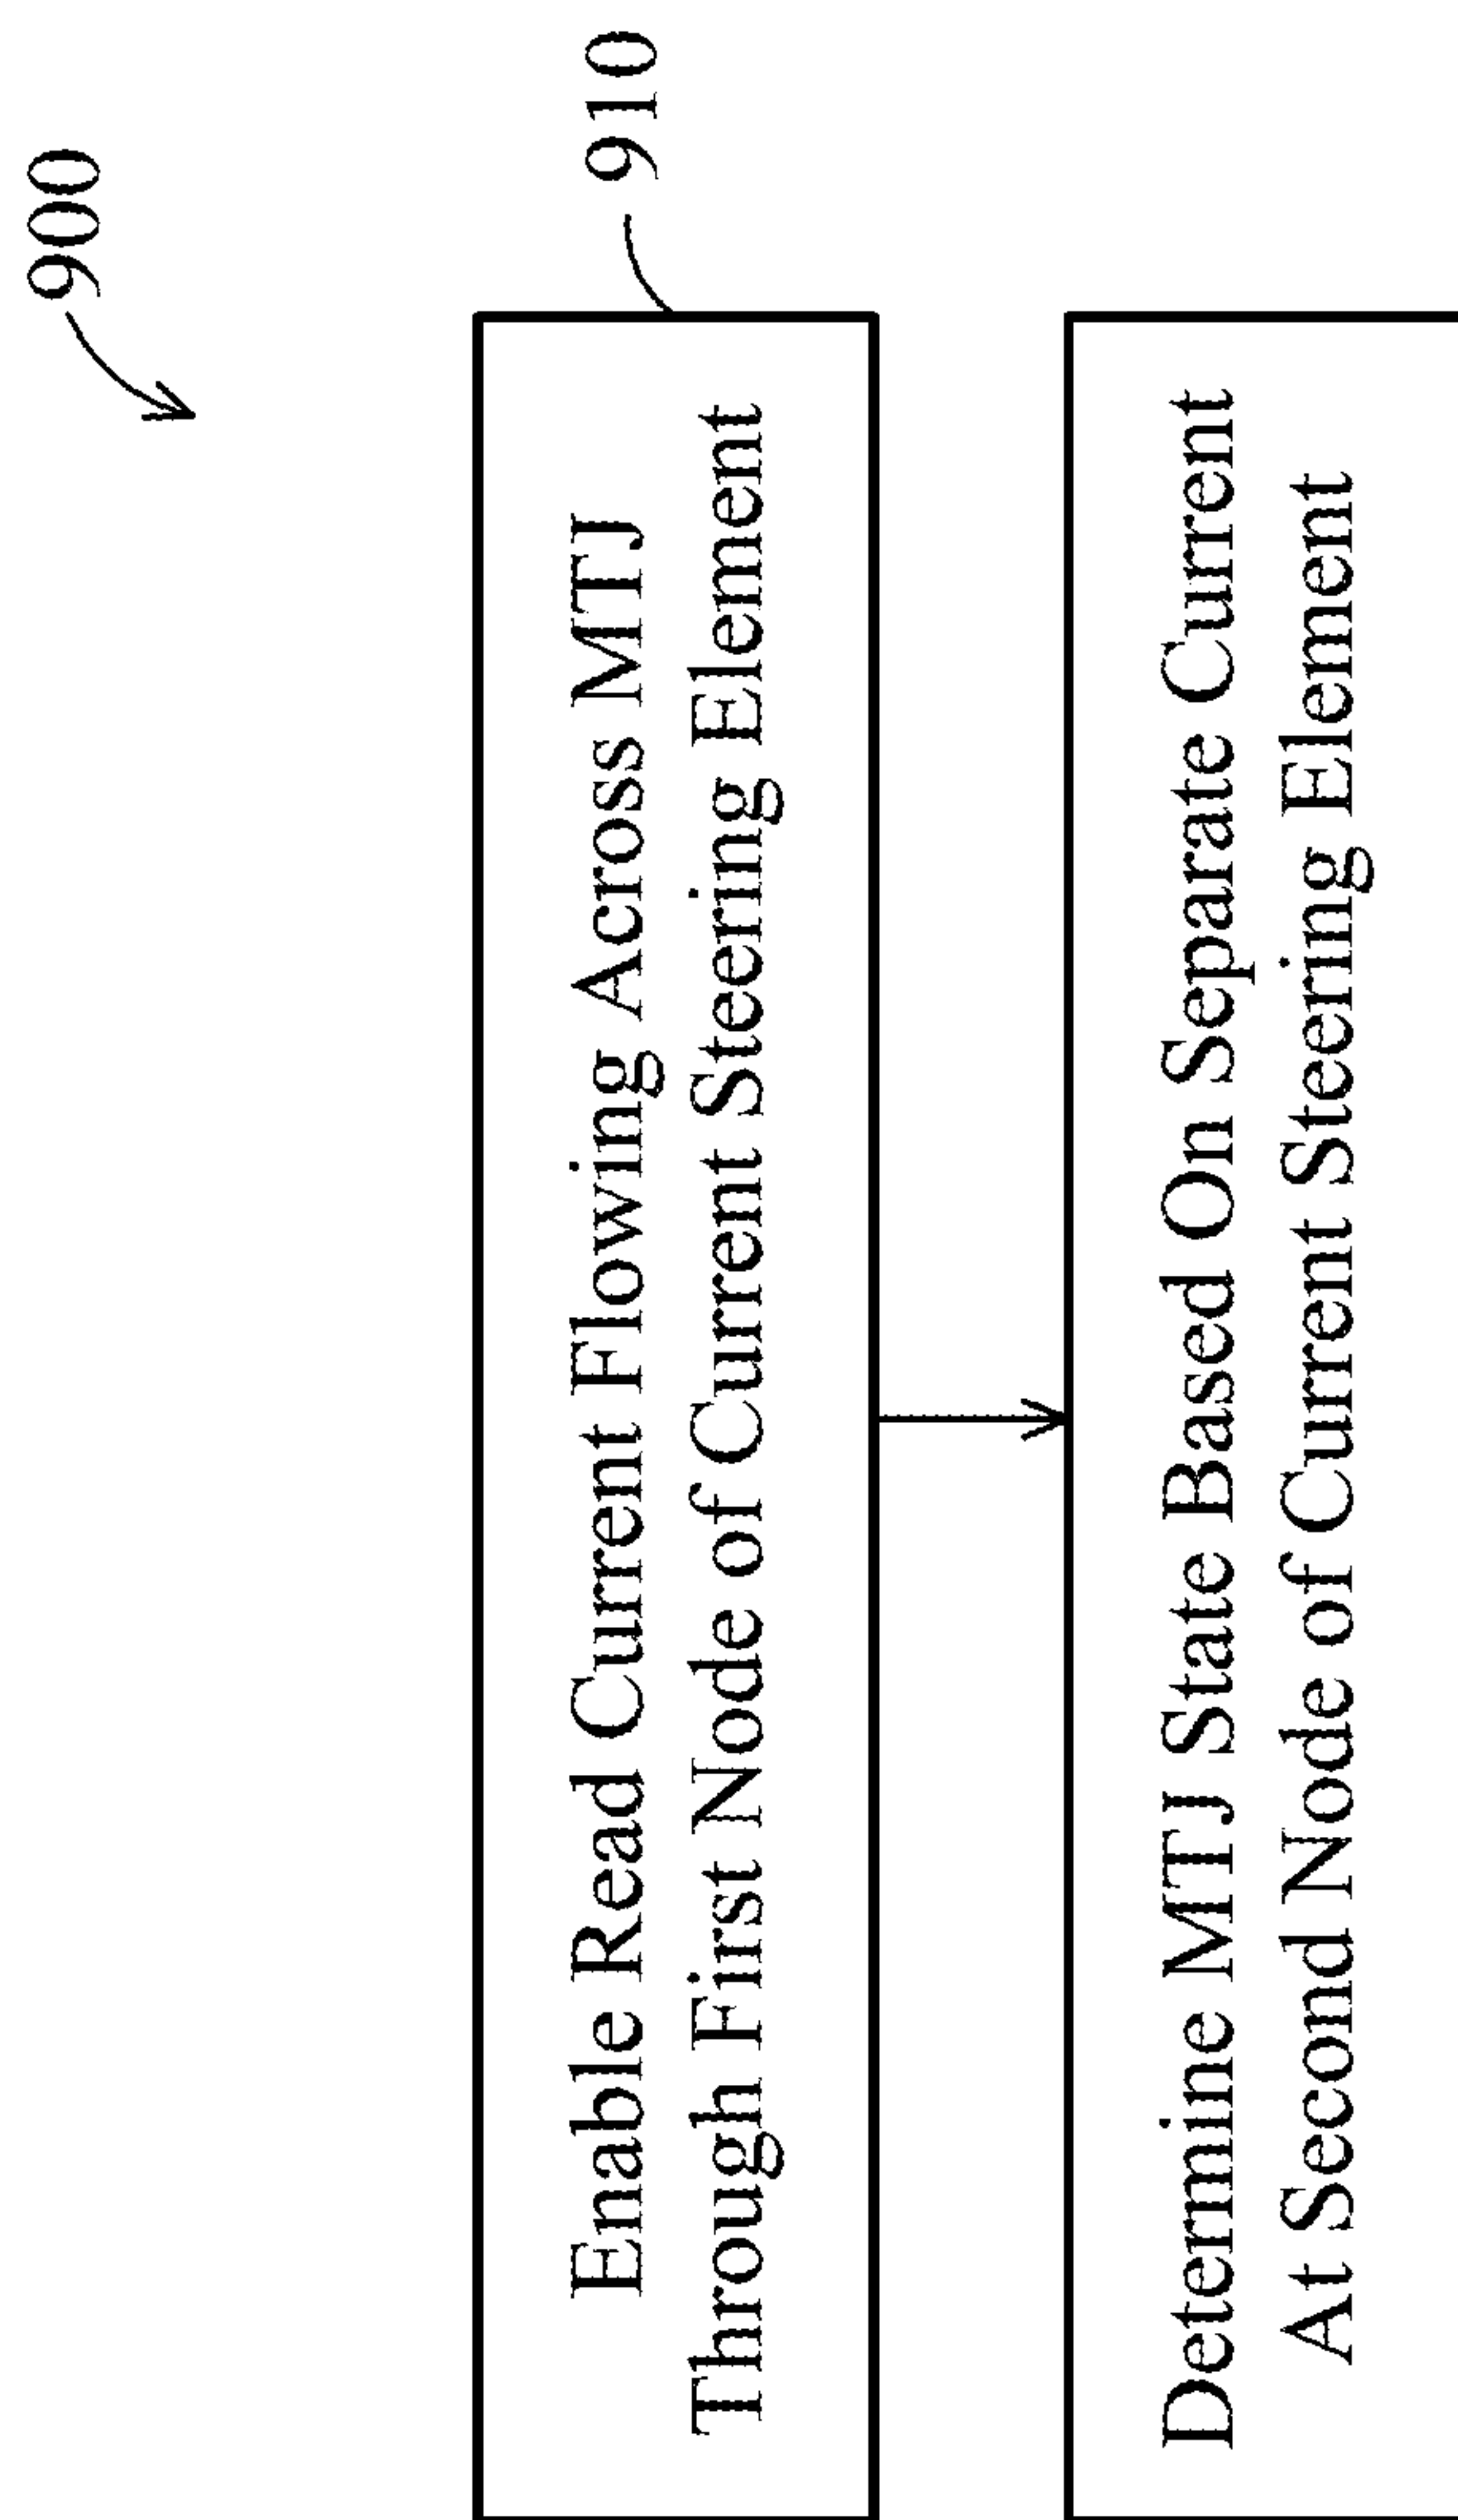 900
910
Enable Read Current Flowing Across MTJ
Through First Node of Current Steering Element
Determine MTJ State Based On Separate Current
At Second Node of Current Steering Element